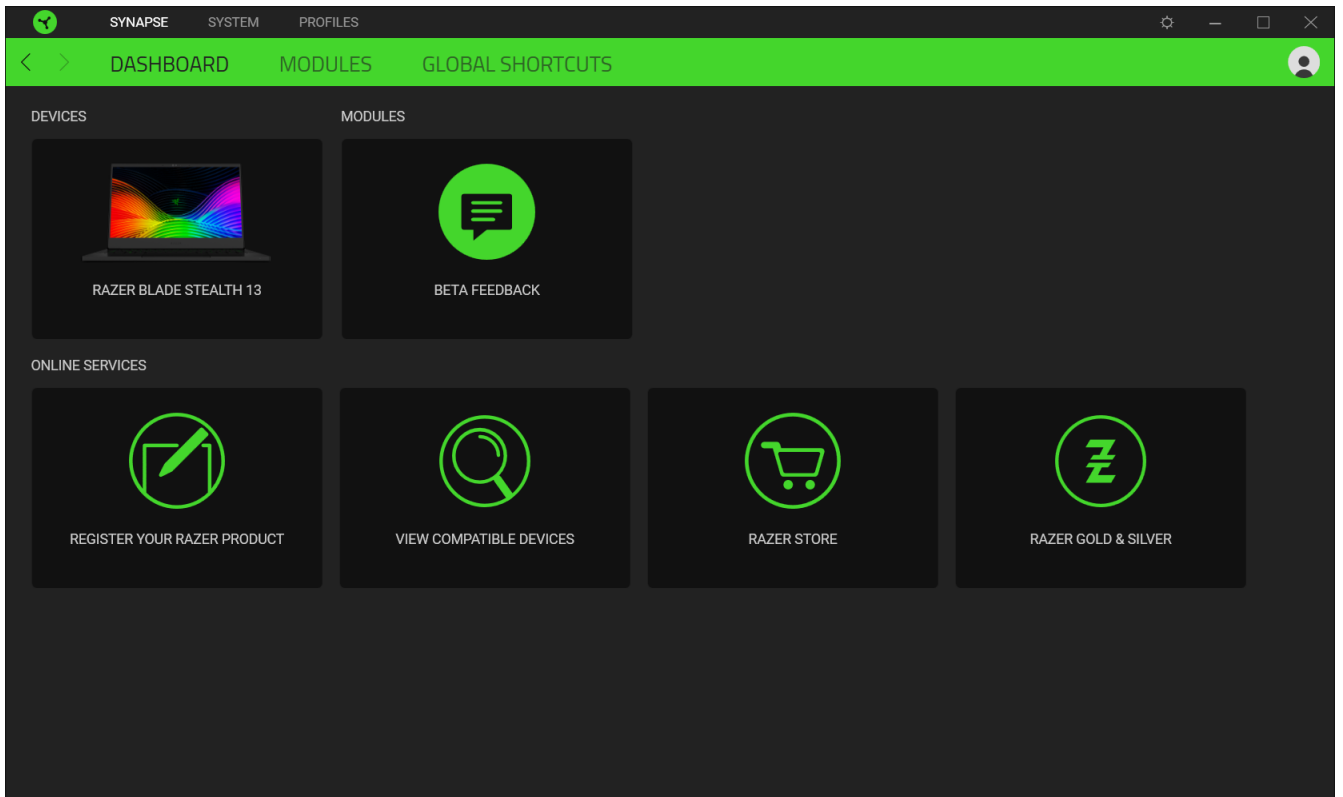 SYNAPSE SYSTEM PROFILES
DASHBOARD MODULES GLOBAL SHORTCUTS
DEVICES MODULES
RAZER BLADE STEALTH 13 BETA FEEDBACK
ONLINE SERVICES
REGISTER YOUR RAZER PRODUCT VIEW COMPATIBLE DEVICES RAZER STORE RAZER GOLD & SILVER